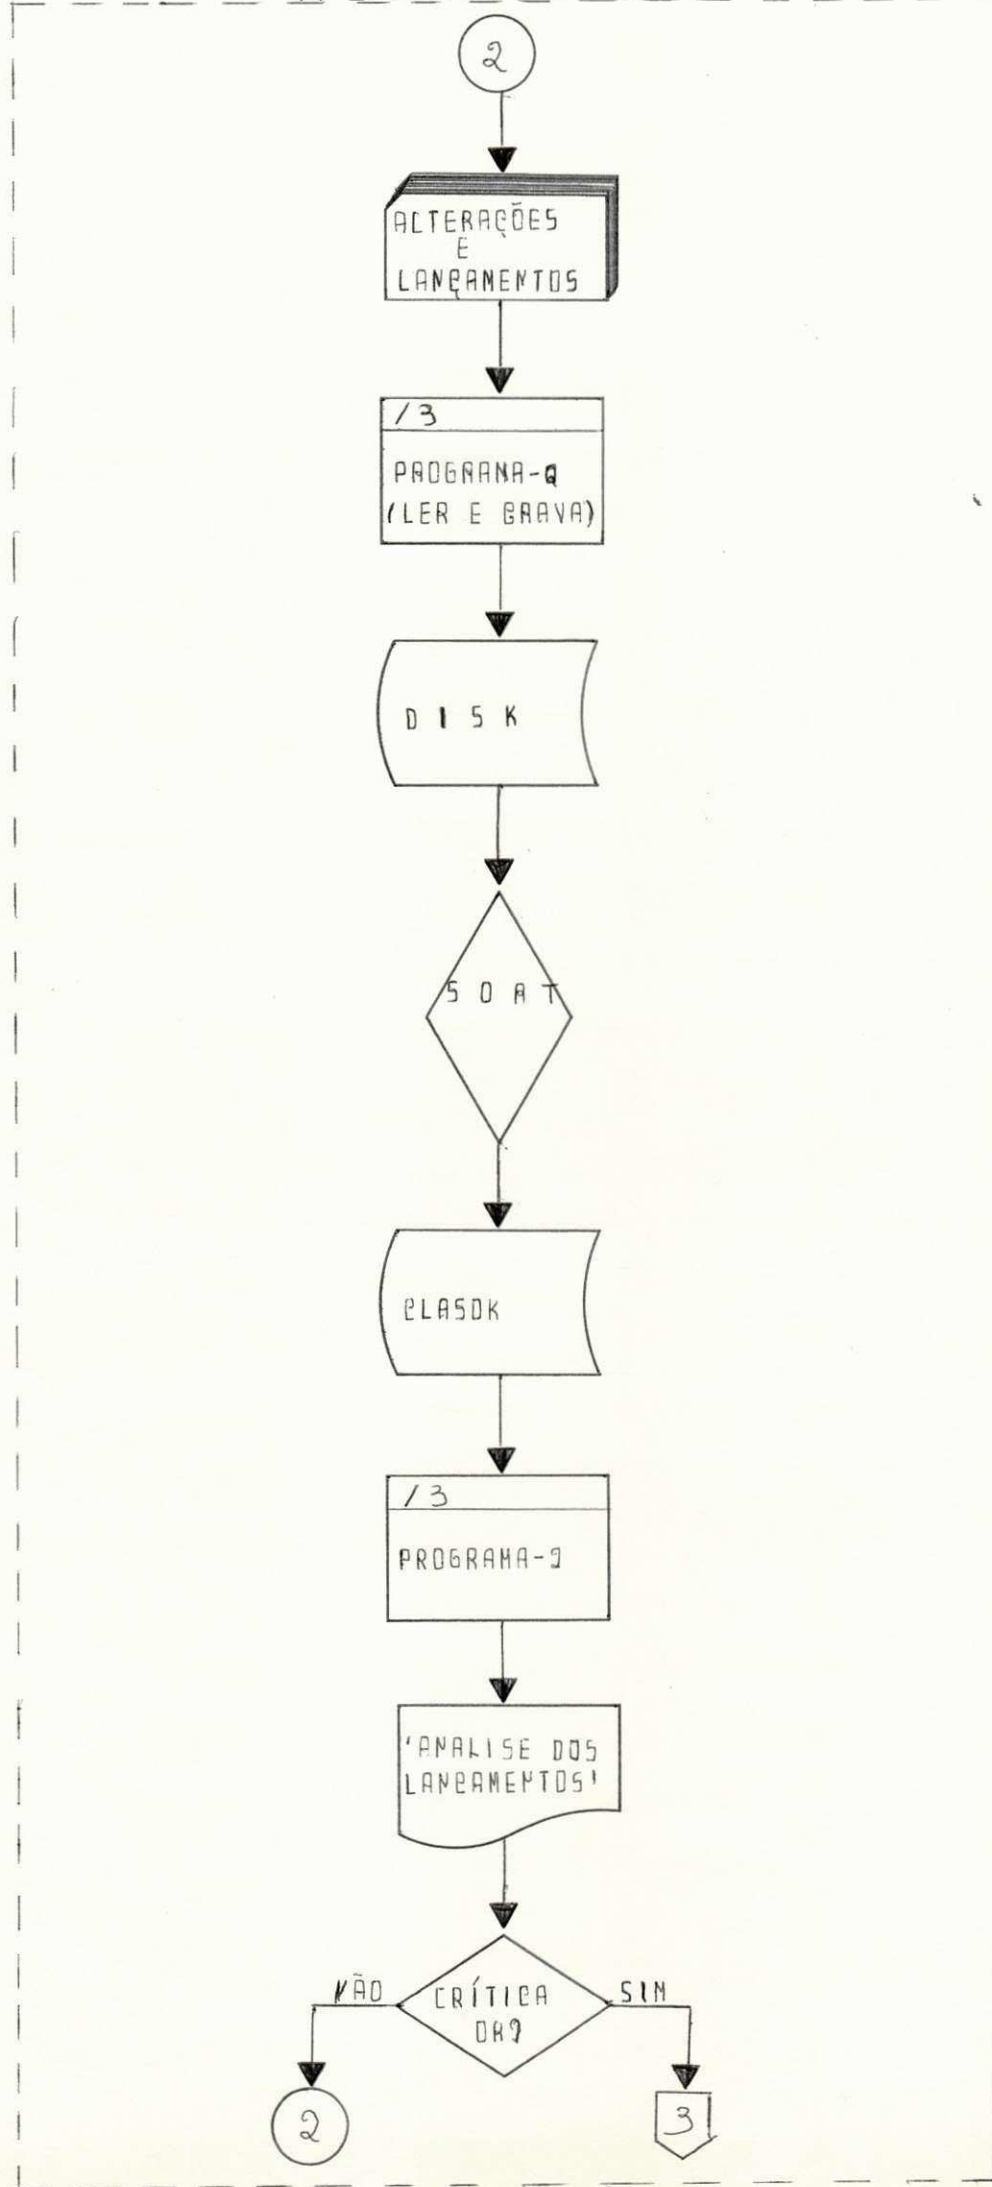 2
ALTERAÇÕES
E
LANÇAMENTOS
/3
PROGRAMA-Q
(LER E GRAVA)
DISK
SORT
CLASDK
/3
PROGRAMA-9
'ANALISE DOS
LANCAMENTOS'
NÃO
CRÍTICA
OK?
SIM
2
3